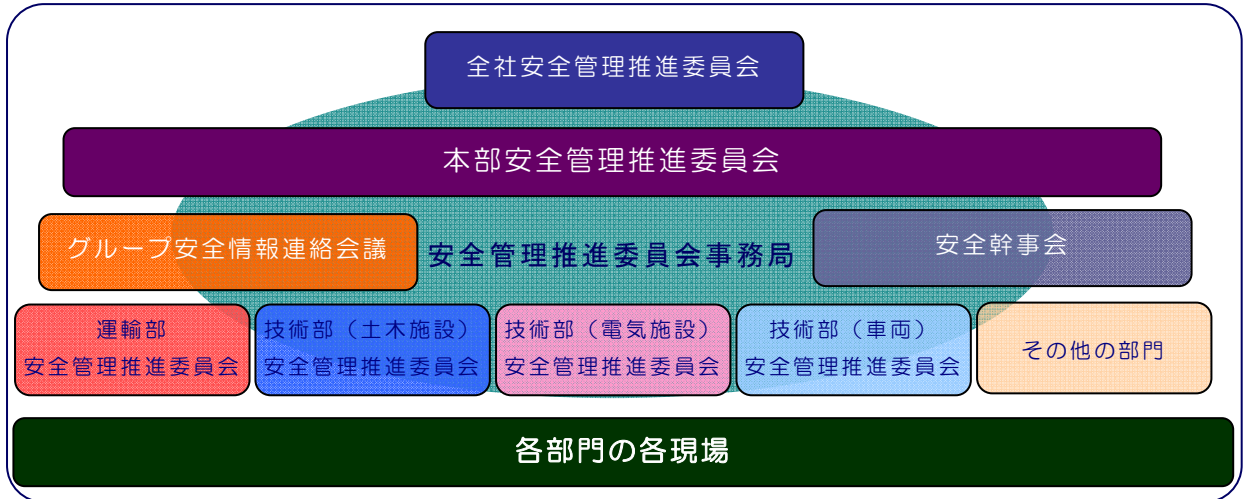 全社安全管理推進委員会
本部安全管理推進委員会
グループ安全情報連絡会議
安全管理推進委員会事務局
安全幹事会
運輸部
安全管理推進委員会
技術部（土木施設）
安全管理推進委員会
技術部（電気施設）
安全管理推進委員会
技術部（車両）
安全管理推進委員会
その他の部門
各部門の各現場